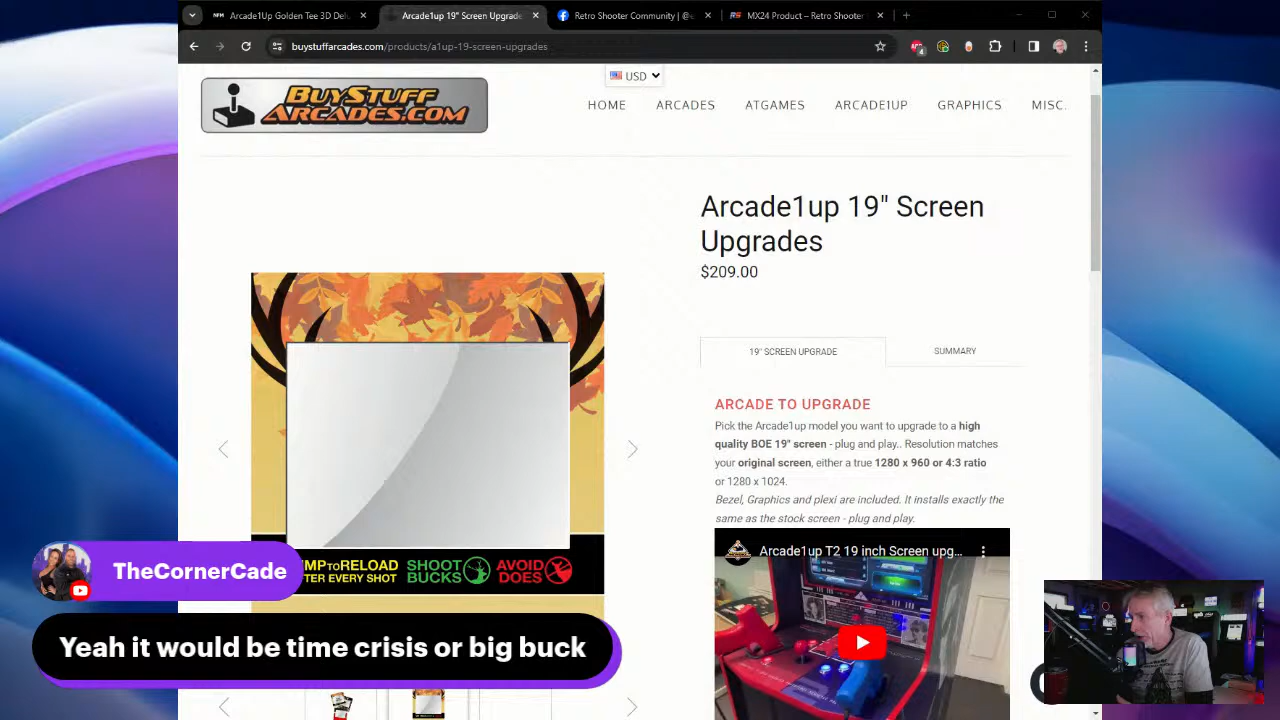 Arcade1Up Golden Tee 3D Delu
Arcade1up 19" Screen Upgrade
Retro Shooter Community | @e
MX24 Product – Retro Shooter
buystuffarcades.com/products/a1up-19-screen-upgrades
4
USD
BUYSTUFF
ARCADES.COM
HOME
ARCADES
ATGAMES
ARCADE1UP
GRAPHICS
MISC.
Arcade1up 19" Screen
Upgrades
$209.00
19" SCREEN UPGRADE
SUMMARY
ARCADE TO UPGRADE
Pick the Arcade1up model you want to upgrade to a high
quality BOE 19" screen - plug and play.. Resolution matches
your original screen, either a true 1280 x 960 or 4:3 ratio
or 1280 x 1024.
Bezel, Graphics and plexi are included. It installs exactly the
same as the stock screen - plug and play.
Arcade1up T2 19 inch Screen upg...
MPTORELOAD
TER EVERY SHOT
SHOOT
BUCKS
AVOID
DOES
TheCornerCade
Yeah it would be time crisis or big buck